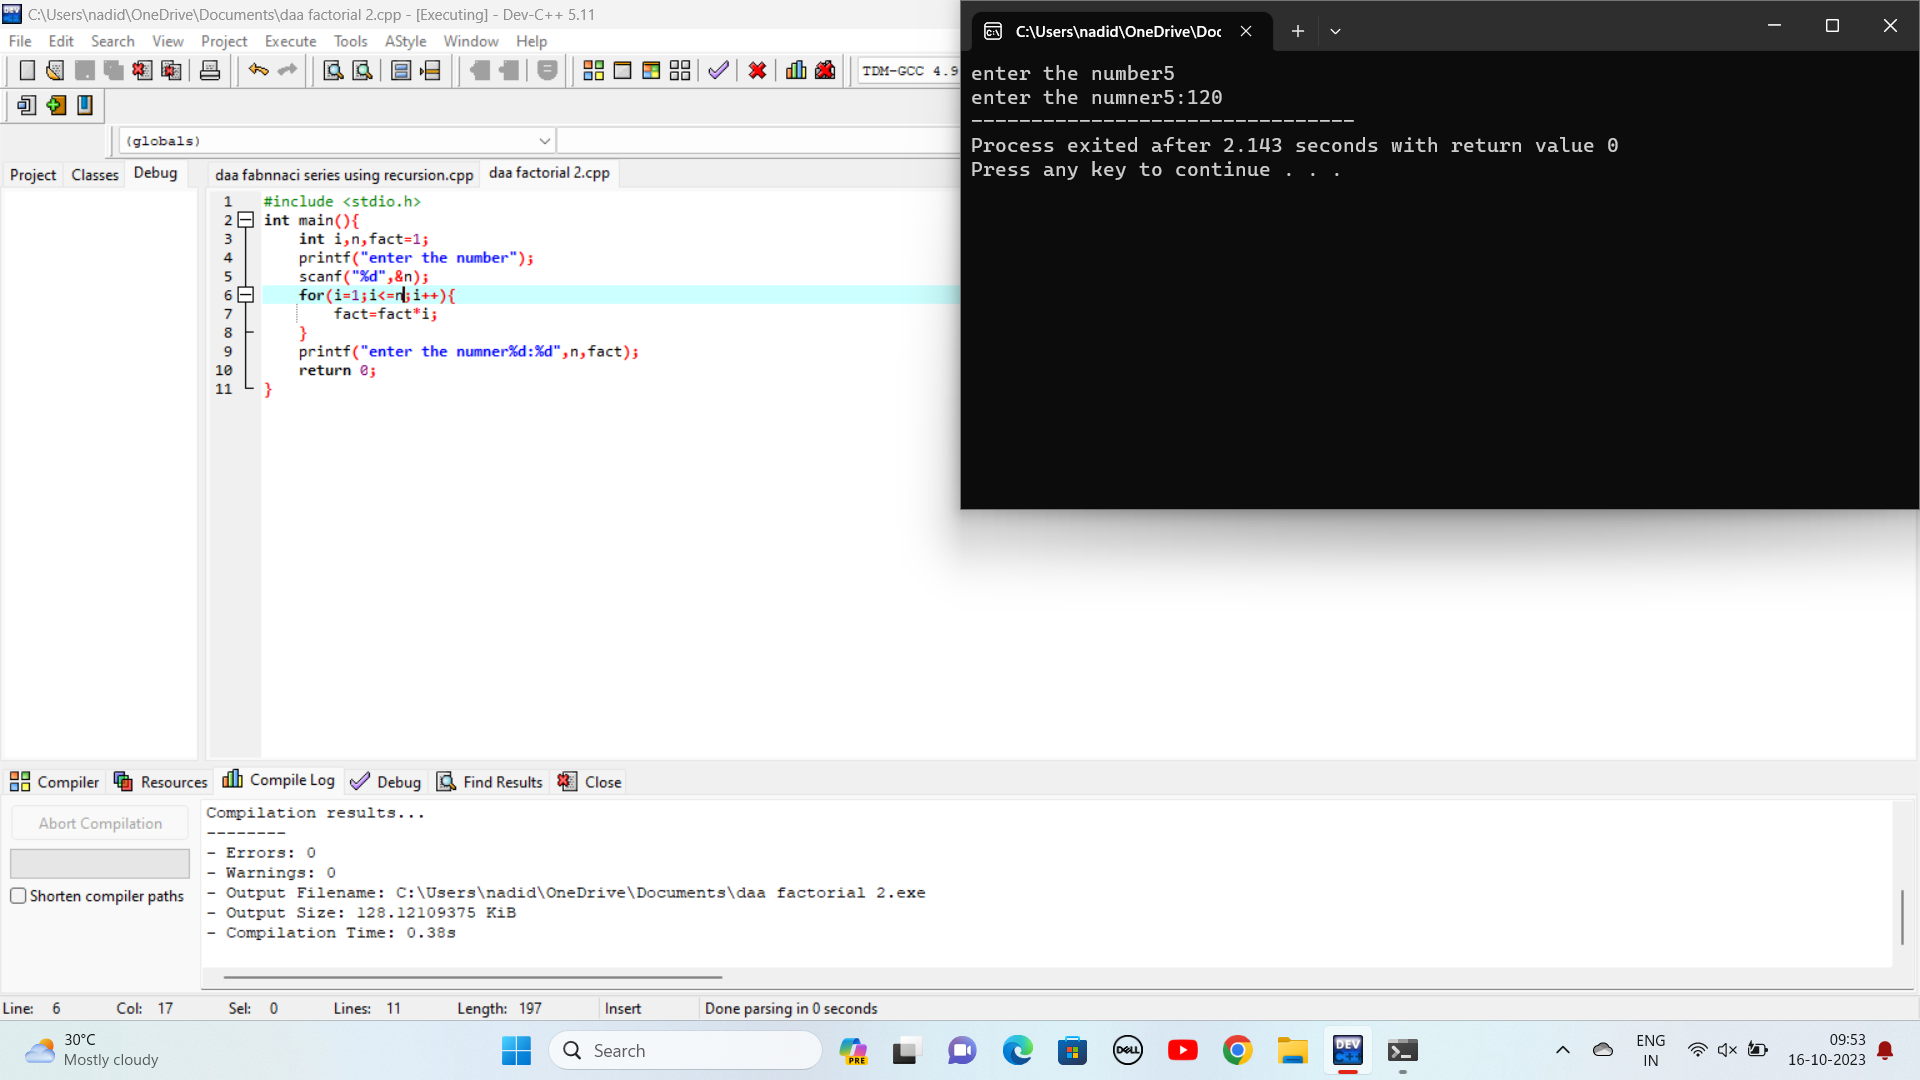 C:\Users\nadid\OneDrive\Documents\daa factorial 2.cpp - [Executing] - Dev-C++ 5.11
File Edit Search View Project Execute Tools AStyle Window Help
TDM-GCC 4.9
(globals)
Project Classes Debug
daa fabnnaci series using recursion.cpp daa factorial 2.cpp
1 #include <stdio.h>
2 int main(){
3 int i,n,fact=1;
4 printf("enter the number");
5 scanf("%d",&n);
6 for(i=1;i<=n;i++){
7 fact=fact*i;
8 }
9 printf("enter the numner%d:%d",n,fact);
10 return 0;
11 }
C:\Users\nadid\OneDrive\Doc
enter the number5
enter the numner5:120
--------------------------------
Process exited after 2.143 seconds with return value 0
Press any key to continue . . .
Compiler Resources Compile Log Debug Find Results Close
Abort Compilation
Shorten compiler paths
Compilation results...
--------
- Errors: 0
- Warnings: 0
- Output Filename: C:\Users\nadid\OneDrive\Documents\daa factorial 2.exe
- Output Size: 128.12109375 KiB
- Compilation Time: 0.38s
Line: 6 Col: 17 Sel: 0 Lines: 11 Length: 197 Insert Done parsing in 0 seconds
30°C
Mostly cloudy
Search
PRE
DELL
DEV
C++
ENG
IN
09:53
16-10-2023